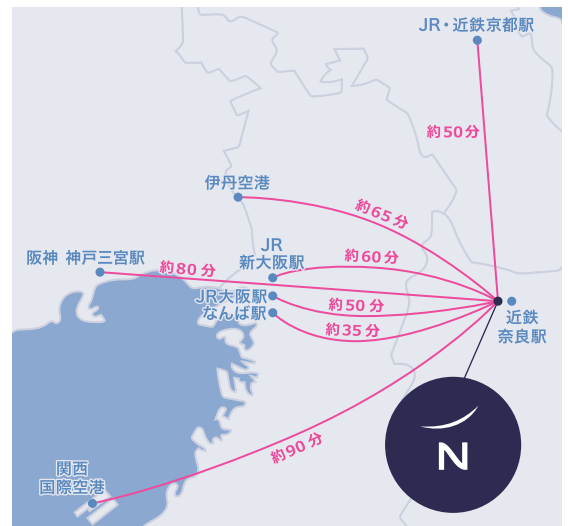 JR・近鉄京都駅
約50分
伊丹空港
約65分
JR
新大阪駅
約60分
阪神 神戸三宮駅
約80分
JR大阪駅
なんば駅
約50分
約35分
近鉄
奈良駅
約90分
関西
国際空港
N